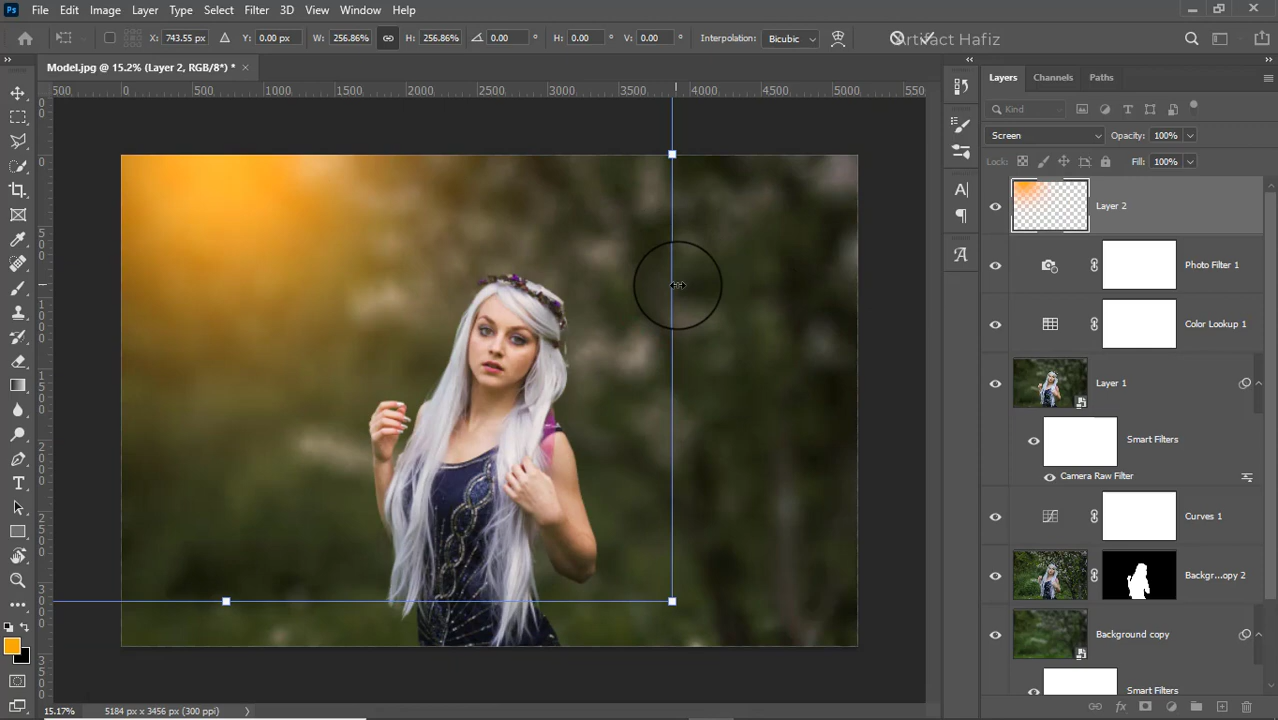 Ps File Edit Image Layer Type Select Filter 3D View Window Help
X: 743.55 px Y: 0.00 px W: 256.86% H: 256.86% 0.00 ° H: 0.00 ° V: 0.00 ° Interpolation: Bicubic Artifact Hafiz
Model.jpg @ 15.2% (Layer 2, RGB/8*) * ×
500 0 500 1000 1500 2000 2500 3000 3500 4000 4500 5000 550
Layers Channels Paths
Kind
Screen Opacity: 100%
Lock: Fill: 100%
Layer 2
Photo Filter 1
Color Lookup 1
Layer 1
Smart Filters
Camera Raw Filter
Curves 1
Backgr...opy 2
Background copy
Smart Filters
15.17% 5184 px x 3456 px (300 ppi)